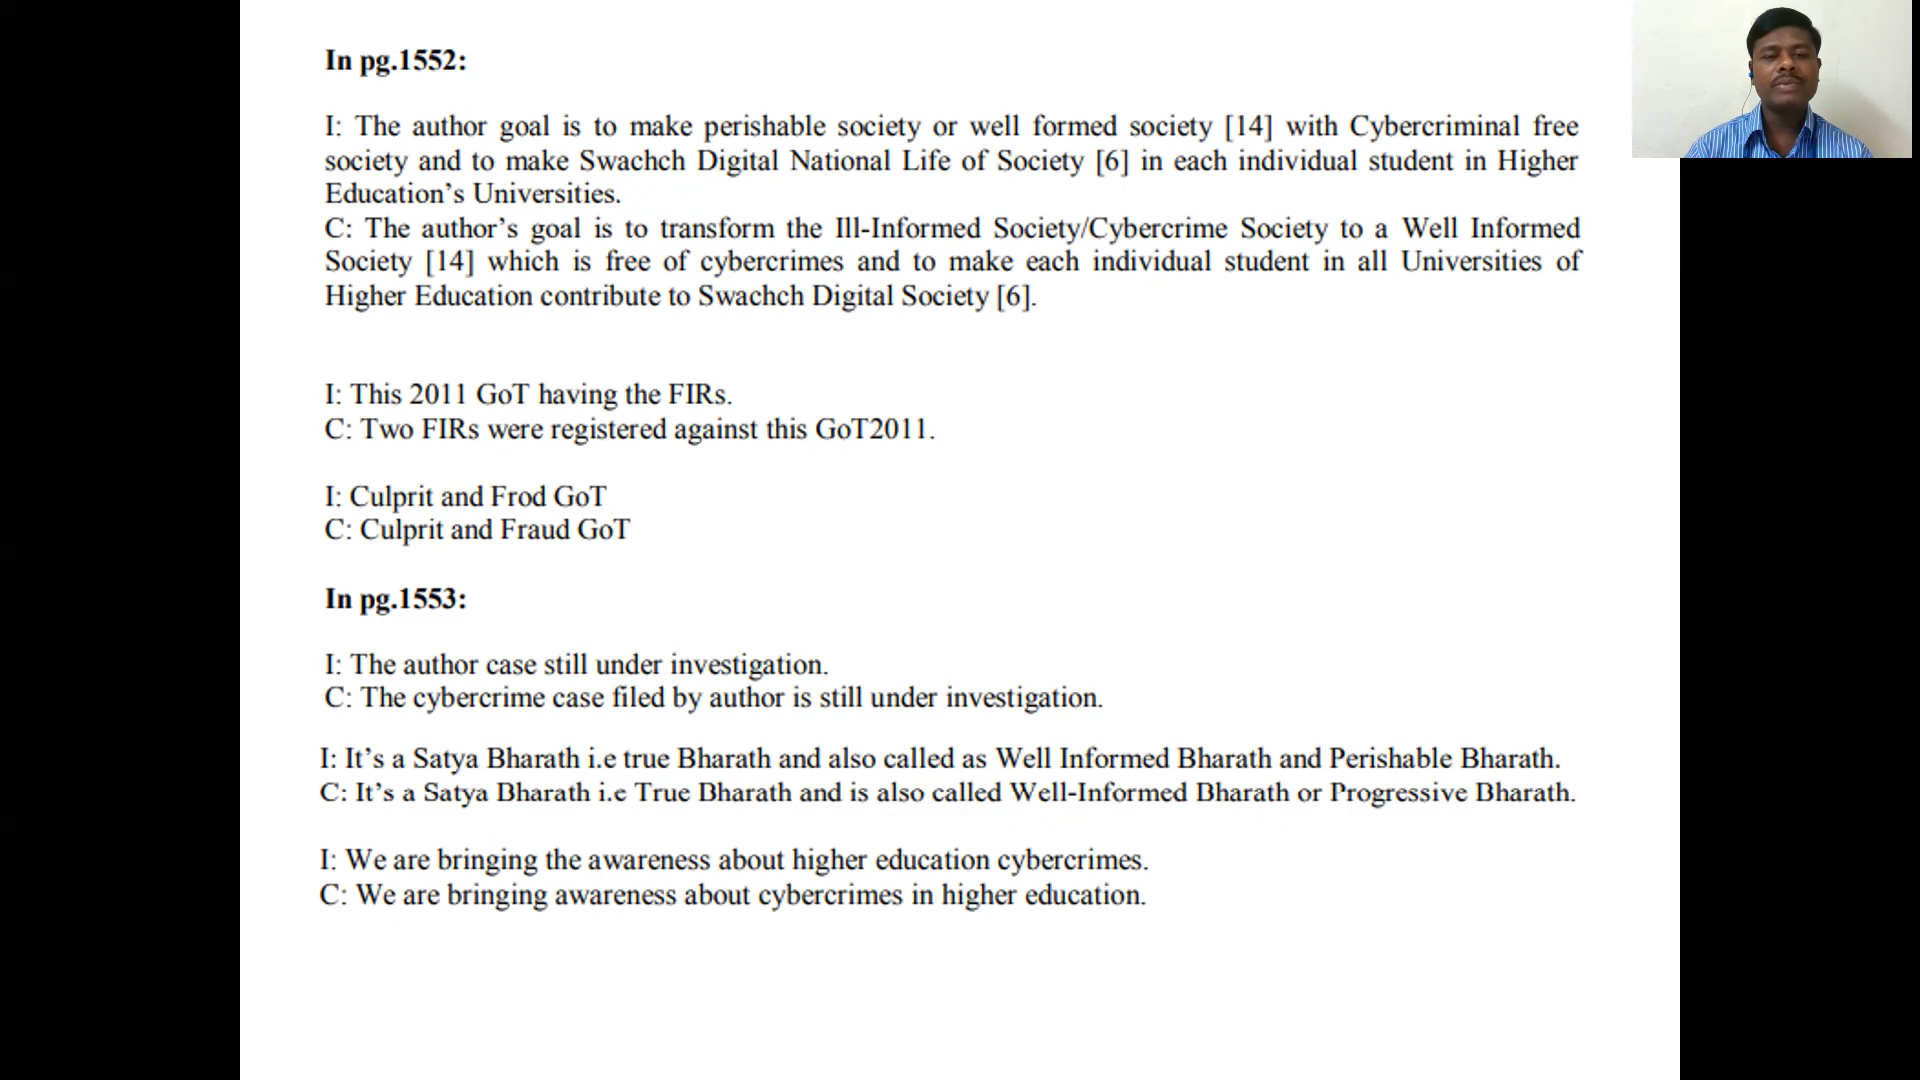 In pg.1552:
I: The author goal is to make perishable society or well formed society [14] with Cybercriminal free
society and to make Swachch Digital National Life of Society [6] in each individual student in Higher
Education’s Universities.
C: The author’s goal is to transform the Ill-Informed Society/Cybercrime Society to a Well Informed
Society [14] which is free of cybercrimes and to make each individual student in all Universities of
Higher Education contribute to Swachch Digital Society [6].
I: This 2011 GoT having the FIRs.
C: Two FIRs were registered against this GoT2011.
I: Culprit and Frod GoT
C: Culprit and Fraud GoT
In pg.1553:
I: The author case still under investigation.
C: The cybercrime case filed by author is still under investigation.
I: It’s a Satya Bharath i.e true Bharath and also called as Well Informed Bharath and Perishable Bharath.
C: It’s a Satya Bharath i.e True Bharath and is also called Well-Informed Bharath or Progressive Bharath.
I: We are bringing the awareness about higher education cybercrimes.
C: We are bringing awareness about cybercrimes in higher education.